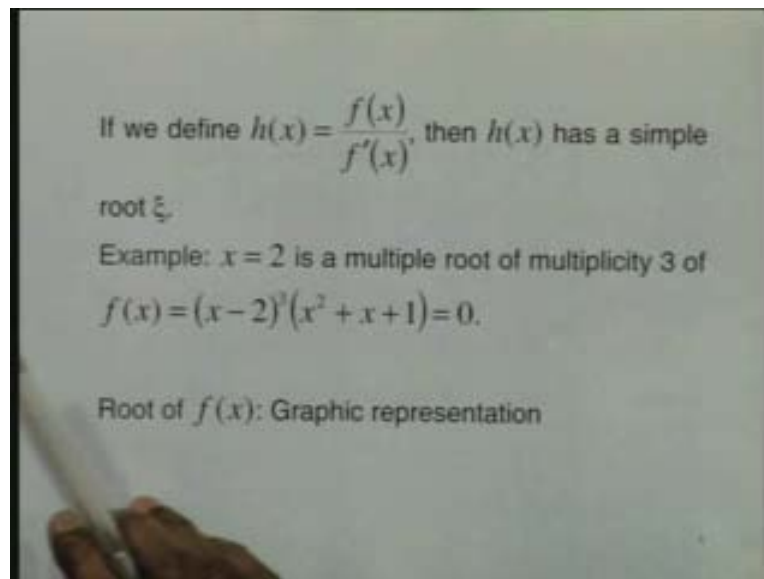 If we define h(x) = f(x)/f′(x), then h(x) has a simple
root ξ.
Example: x = 2 is a multiple root of multiplicity 3 of
f(x) = (x − 2)³(x² + x + 1) = 0.
Root of f(x): Graphic representation